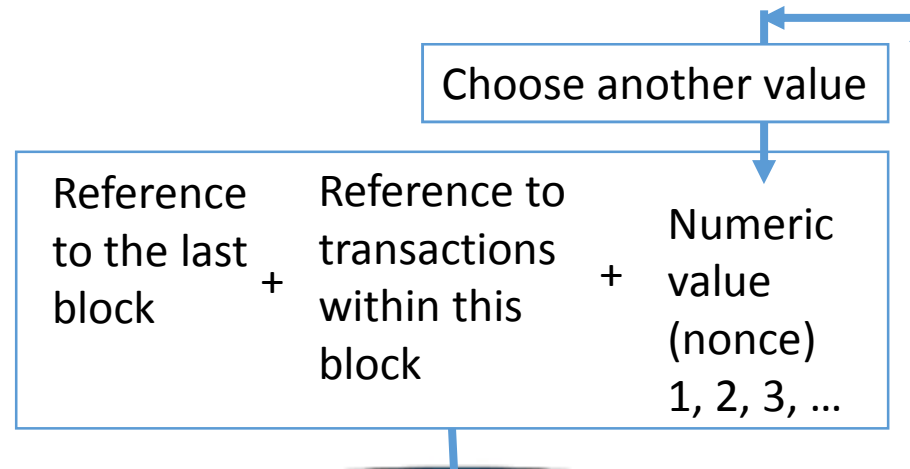 Choose another value
Reference
to the last
block
+
Reference to
transactions
within this
block
+
Numeric
value
(nonce)
1, 2, 3, …